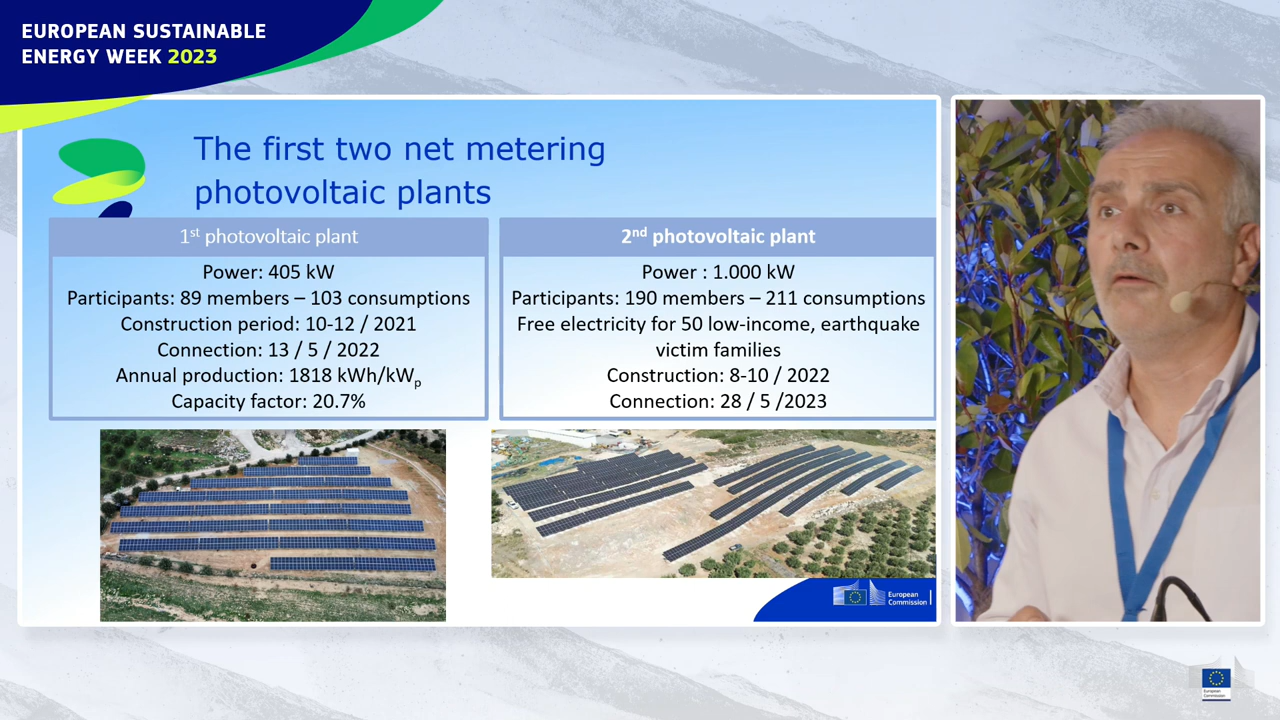 EUROPEAN SUSTAINABLE
ENERGY WEEK 2023
The first two net metering
photovoltaic plants
1st photovoltaic plant
Power: 405 kW
Participants: 89 members – 103 consumptions
Construction period: 10-12 / 2021
Connection: 13 / 5 / 2022
Annual production: 1818 kWh/kWp
Capacity factor: 20.7%
2nd photovoltaic plant
Power : 1.000 kW
Participants: 190 members – 211 consumptions
Free electricity for 50 low-income, earthquake
victim families
Construction: 8-10 / 2022
Connection: 28 / 5 /2023
European
Commission
European
Commission